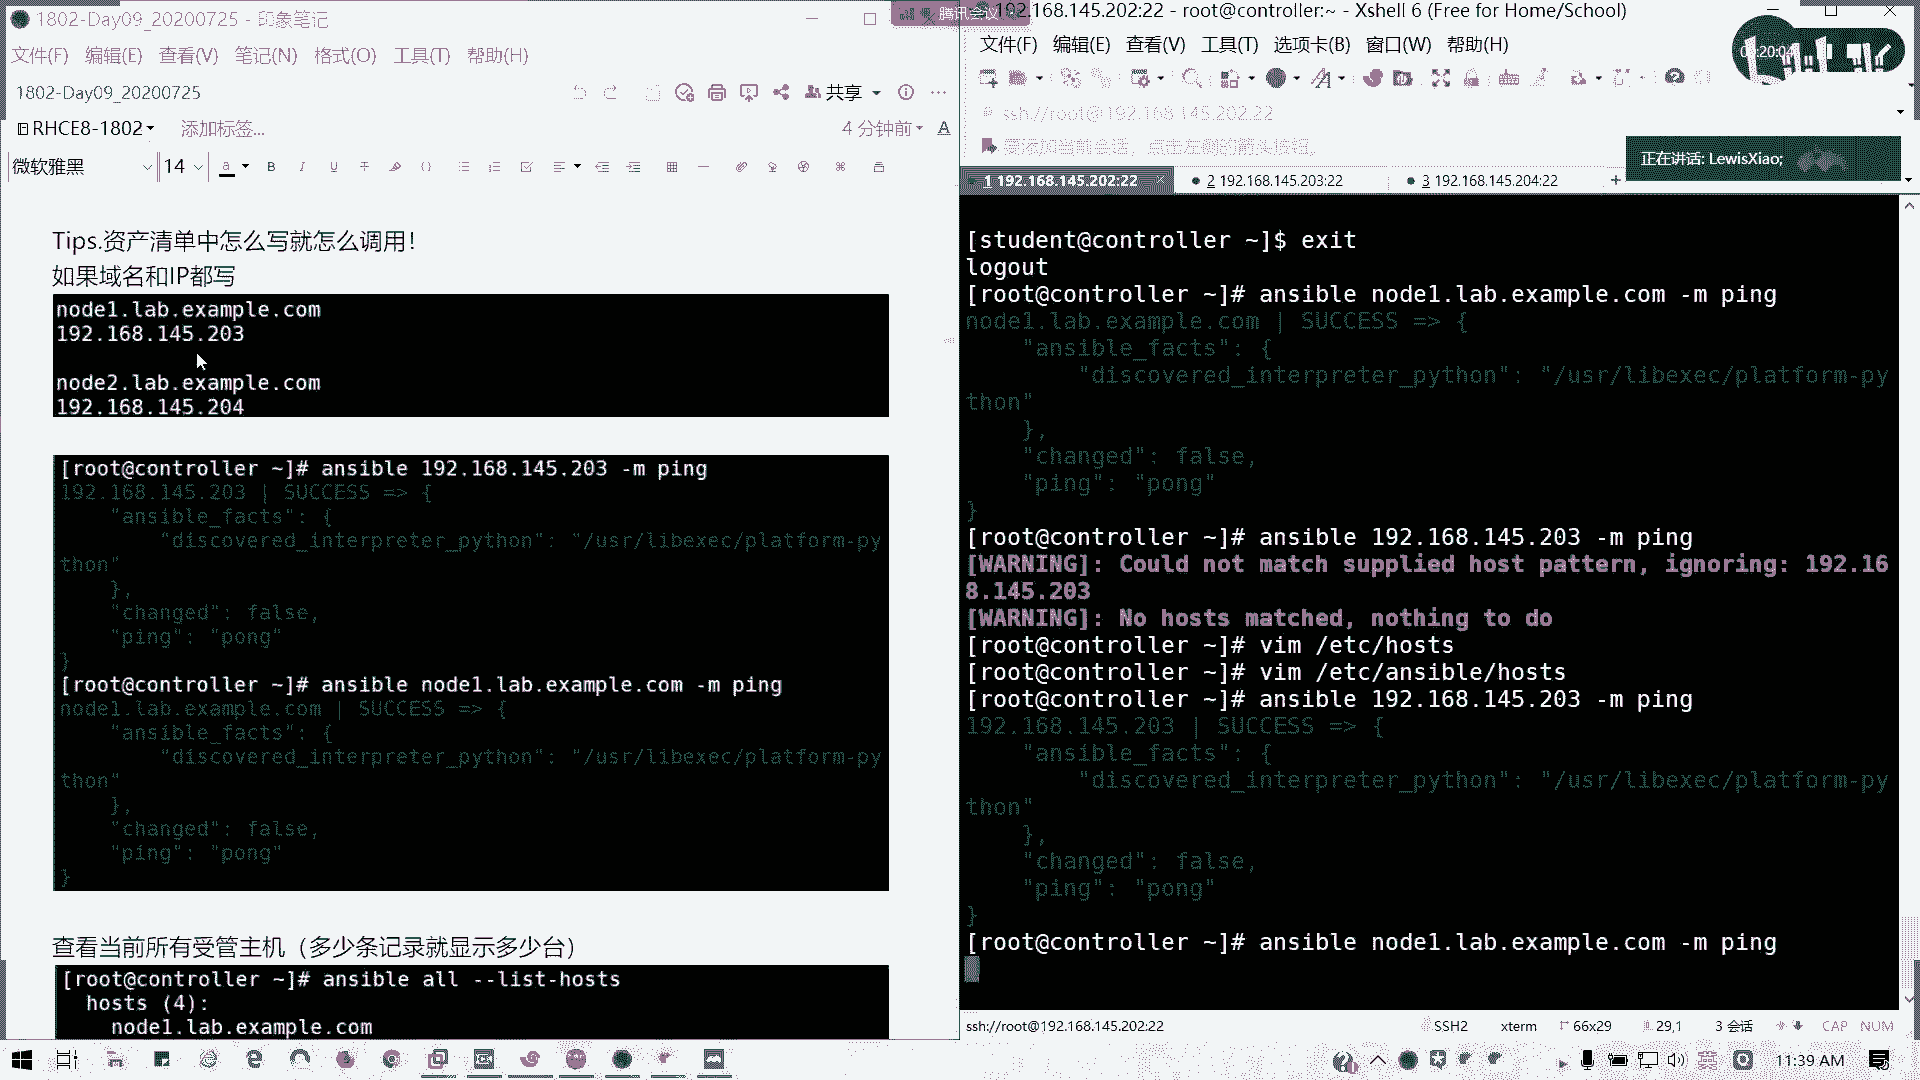 1802-Day09_20200725 - 印象笔记
文件(F) 编辑(E) 查看(V) 笔记(N) 格式(O) 工具(T) 帮助(H)
1802-Day09_20200725
共享
RHCE8-1802
添加标签...
4 分钟前
微软雅黑
14
Tips.资产清单中怎么写就怎么调用！
如果域名和IP都写
node1.lab.example.com
192.168.145.203
node2.lab.example.com
192.168.145.204
[root@controller ~]# ansible 192.168.145.203 -m ping
192.168.145.203 | SUCCESS => {
"ansible_facts": {
"discovered_interpreter_python": "/usr/libexec/platform-py
thon"
},
"changed": false,
"ping": "pong"
}
[root@controller ~]# ansible node1.lab.example.com -m ping
node1.lab.example.com | SUCCESS => {
"ansible_facts": {
"discovered_interpreter_python": "/usr/libexec/platform-py
thon"
},
"changed": false,
"ping": "pong"
}
查看当前所有受管主机（多少条记录就显示多少台）
[root@controller ~]# ansible all --list-hosts
hosts (4):
node1.lab.example.com
腾讯会议
192.168.145.202:22 - root@controller:~ - Xshell 6 (Free for Home/School)
文件(F) 编辑(E) 查看(V) 工具(T) 选项卡(B) 窗口(W) 帮助(H)
ssh://root@192.168.145.202:22
要添加当前会话，点击左侧的箭头按钮。
正在讲话: LewisXiao;
1 192.168.145.202:22
2 192.168.145.203:22
3 192.168.145.204:22
[student@controller ~]$ exit
logout
[root@controller ~]# ansible node1.lab.example.com -m ping
node1.lab.example.com | SUCCESS => {
"ansible_facts": {
"discovered_interpreter_python": "/usr/libexec/platform-py
thon"
},
"changed": false,
"ping": "pong"
}
[root@controller ~]# ansible 192.168.145.203 -m ping
[WARNING]: Could not match supplied host pattern, ignoring: 192.16
8.145.203
[WARNING]: No hosts matched, nothing to do
[root@controller ~]# vim /etc/hosts
[root@controller ~]# vim /etc/ansible/hosts
[root@controller ~]# ansible 192.168.145.203 -m ping
192.168.145.203 | SUCCESS => {
"ansible_facts": {
"discovered_interpreter_python": "/usr/libexec/platform-py
thon"
},
"changed": false,
"ping": "pong"
}
[root@controller ~]# ansible node1.lab.example.com -m ping
ssh://root@192.168.145.202:22
SSH2
xterm
66x29
29,1
3 会话
CAP NUM
11:39 AM